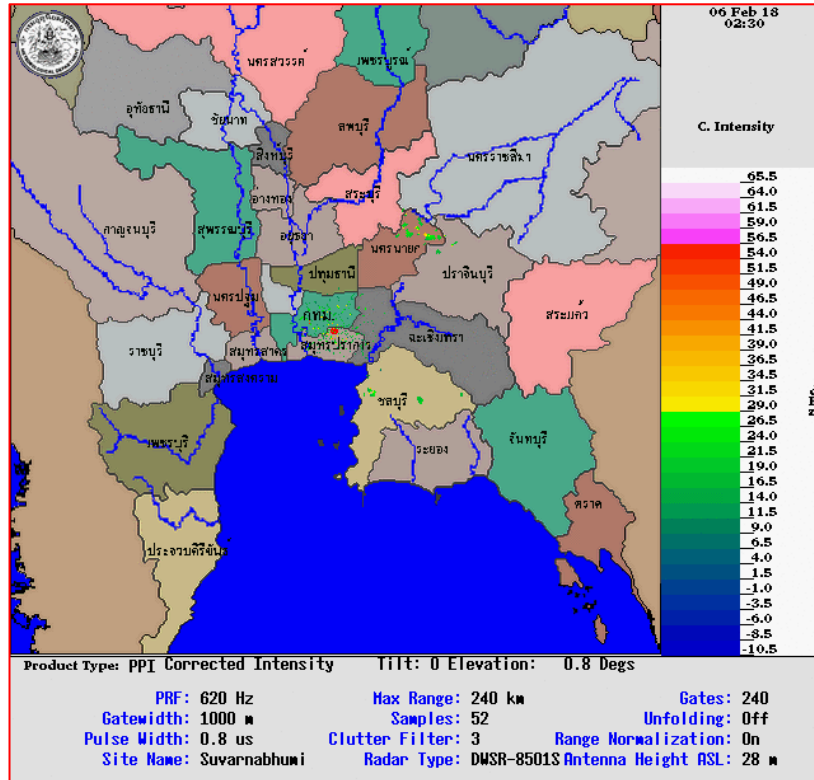 06 Feb 18
02:30
C. Intensity
นครสวรรค์
เพชรบูรณ์
อุทัยธานี
ชัยนาท
ลพบุรี
สิงห์บุรี
นครราชสีมา
สระบุรี
อ่างทอง
กาญจนบุรี
สุพรรณบุรี
อยุธยา
นครนายก
ปทุมธานี
ปราจีนบุรี
นครปฐม
กทม.
สระแก้ว
ราชบุรี
สมุทรสาคร
สมุทรปราการ
ฉะเชิงเทรา
สมุทรสงคราม
ชลบุรี
เพชรบุรี
ระยอง
จันทบุรี
ตราด
ประจวบคีรีขันธ์
65.5
64.0
61.5
59.0
56.5
54.0
51.5
49.0
46.5
44.0
41.5
39.0
36.5
34.0
31.5
29.0
26.5
24.0
21.5
19.0
16.5
14.0
11.5
9.0
6.5
4.0
1.5
-1.0
-3.5
-6.0
-8.5
-10.5
Product Type: PPI Corrected Intensity Tilt: 0 Elevation: 0.8 Degs
PRF: 620 Hz Max Range: 240 km Gates: 240
Gatewidth: 1000 m Samples: 52 Unfolding: Off
Pulse Width: 0.8 us Clutter Filter: 3 Range Normalization: On
Site Name: Suvarnabhumi Radar Type: DWSR-8501S Antenna Height ASL: 28 m